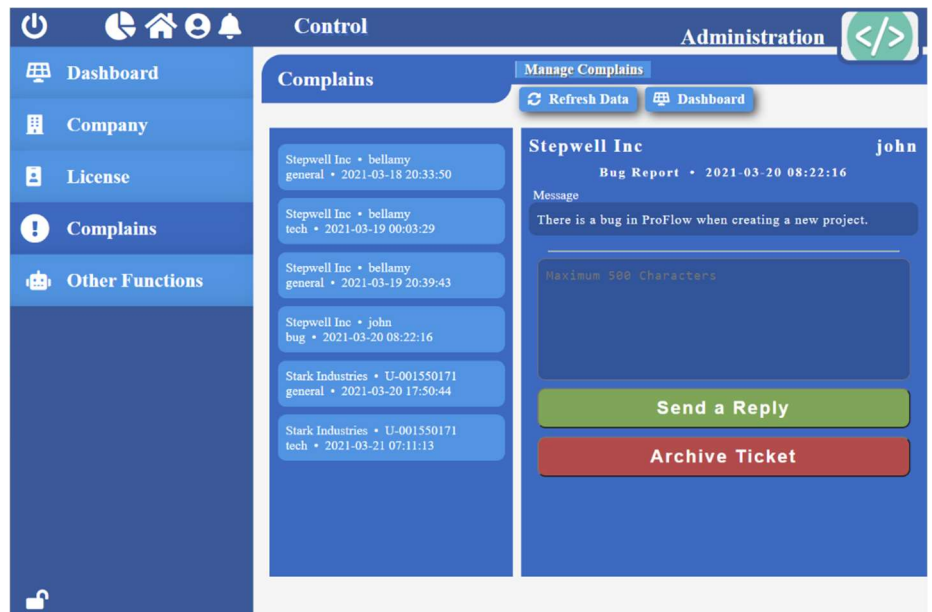 Control
Administration
</>
Dashboard
Company
License
Complains
Other Functions
Complains
Manage Complains
Refresh Data
Dashboard
Stepwell Inc • bellamy
general • 2021-03-18 20:33:50
Stepwell Inc • bellamy
tech • 2021-03-19 00:03:29
Stepwell Inc • bellamy
general • 2021-03-19 20:39:43
Stepwell Inc • john
bug • 2021-03-20 08:22:16
Stark Industries • U-001550171
general • 2021-03-20 17:50:44
Stark Industries • U-001550171
tech • 2021-03-21 07:11:13
Stepwell Inc john
Bug Report • 2021-03-20 08:22:16
Message
There is a bug in ProFlow when creating a new project.
Maximum 500 Characters
Send a Reply
Archive Ticket